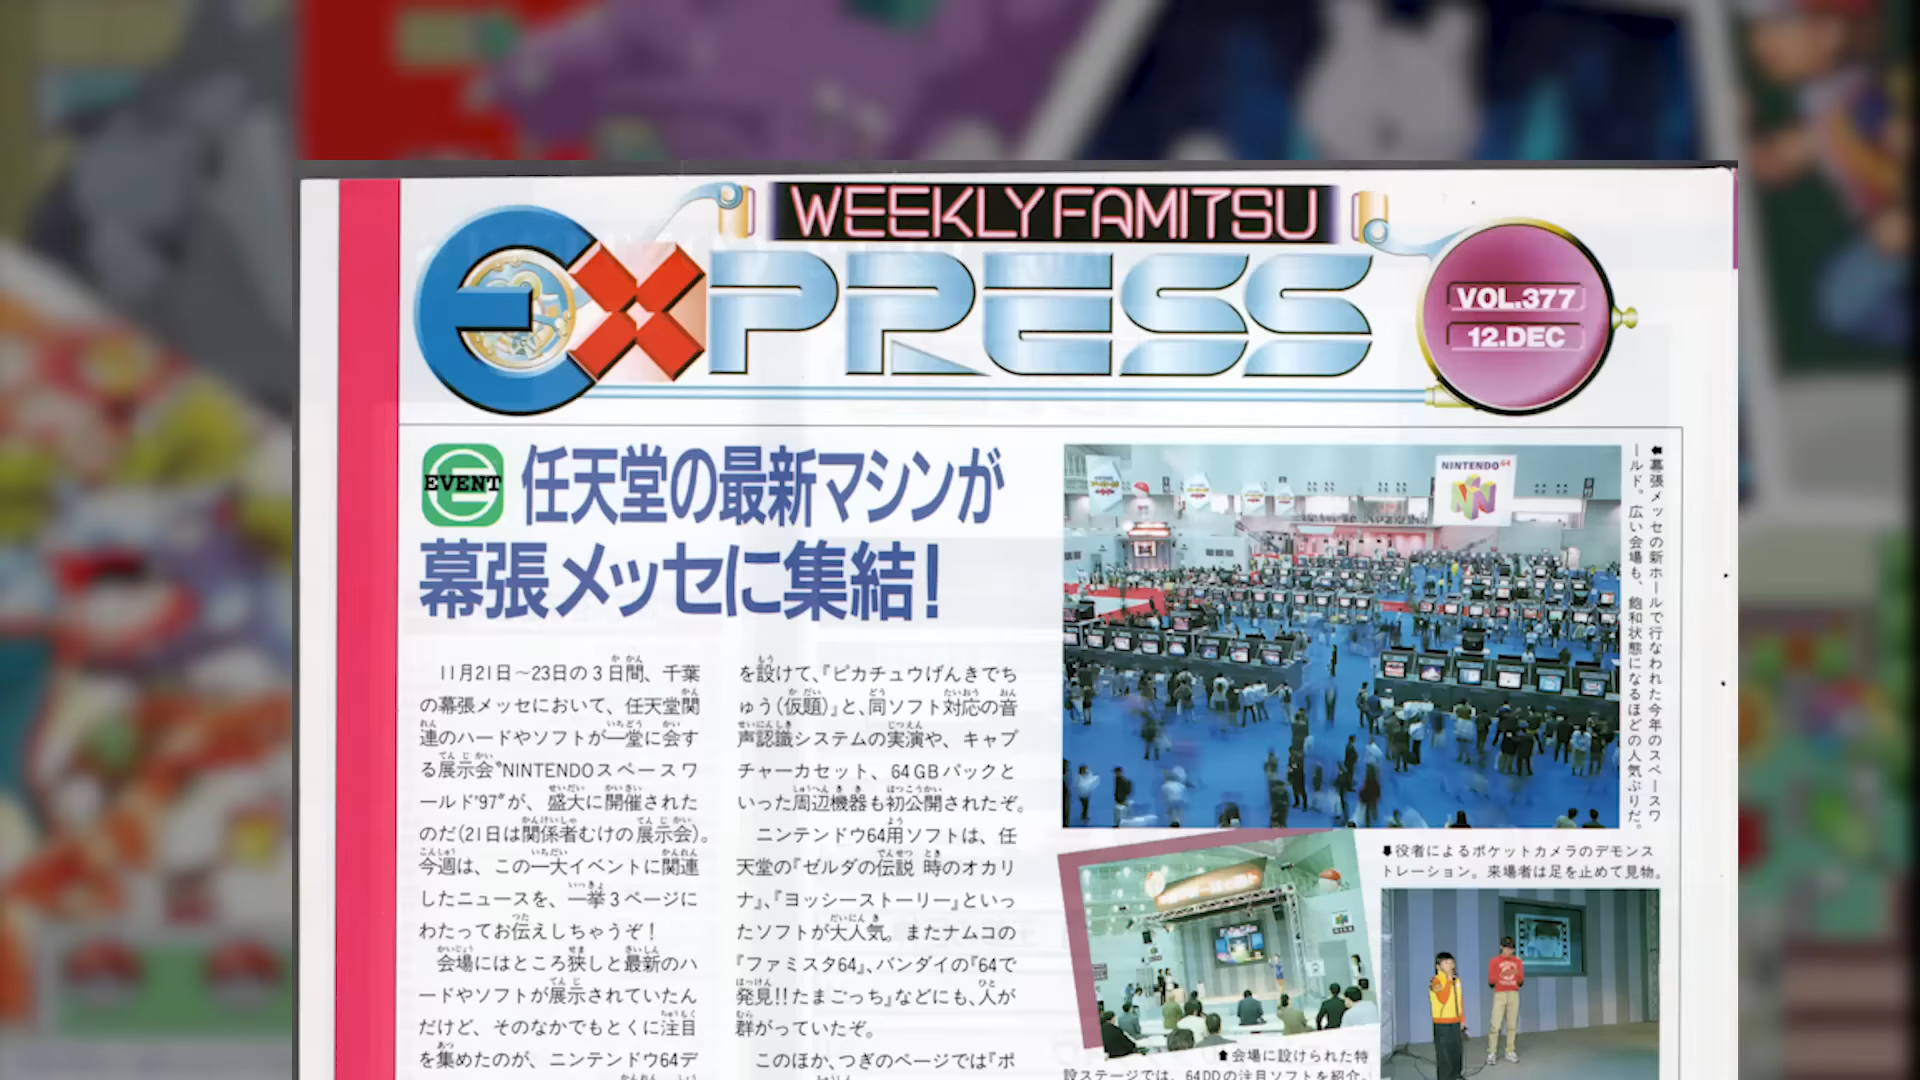 WEEKLY FAMITSU
EXPRESS
VOL.377
12.DEC
EVENT
任天堂の最新マシンが
幕張メッセに集結!
11月21日~23日の3日間、千葉
の幕張メッセにおいて、任天堂関
連のハードやソフトが一堂に会す
る展示会"NINTENDOスペースワ
ールド'97"が、盛大に開催された
のだ(21日は関係者むけの展示会)。
今週は、この一大イベントに関連
したニュースを、一挙3ページに
わたってお伝えしちゃうぞ!
会場にはところ狭しと最新のハ
ードやソフトが展示されていたん
だけど、そのなかでもとくに注目
を集めたのが、ニンテンドウ64デ
を設けて、『ピカチュウげんきでち
ゅう(仮題)』と、同ソフト対応の音
声認識システムの実演や、キャプ
チャーカセット、64GBパックと
いった周辺機器も初公開されたぞ。
ニンテンドウ64用ソフトは、任
天堂の『ゼルダの伝説 時のオカリ
ナ』、『ヨッシーストーリー』といっ
たソフトが大人気。またナムコの
『ファミスタ64』、バンダイの『64で
発見!!たまごっち』などにも、人が
群がっていたぞ。
このほか、つぎのページでは『ポ
NINTENDO64
⬅幕張メッセの新ホールで行なわれた今年のスペースワ
ールド。広い会場も、飽和状態になるほどの人気ぶりだ。
⬇役者によるポケットカメラのデモンス
トレーション。来場者は足を止めて見物。
⬆会場に設けられた特
設ステージでは、64DDの注目ソフトを紹介。